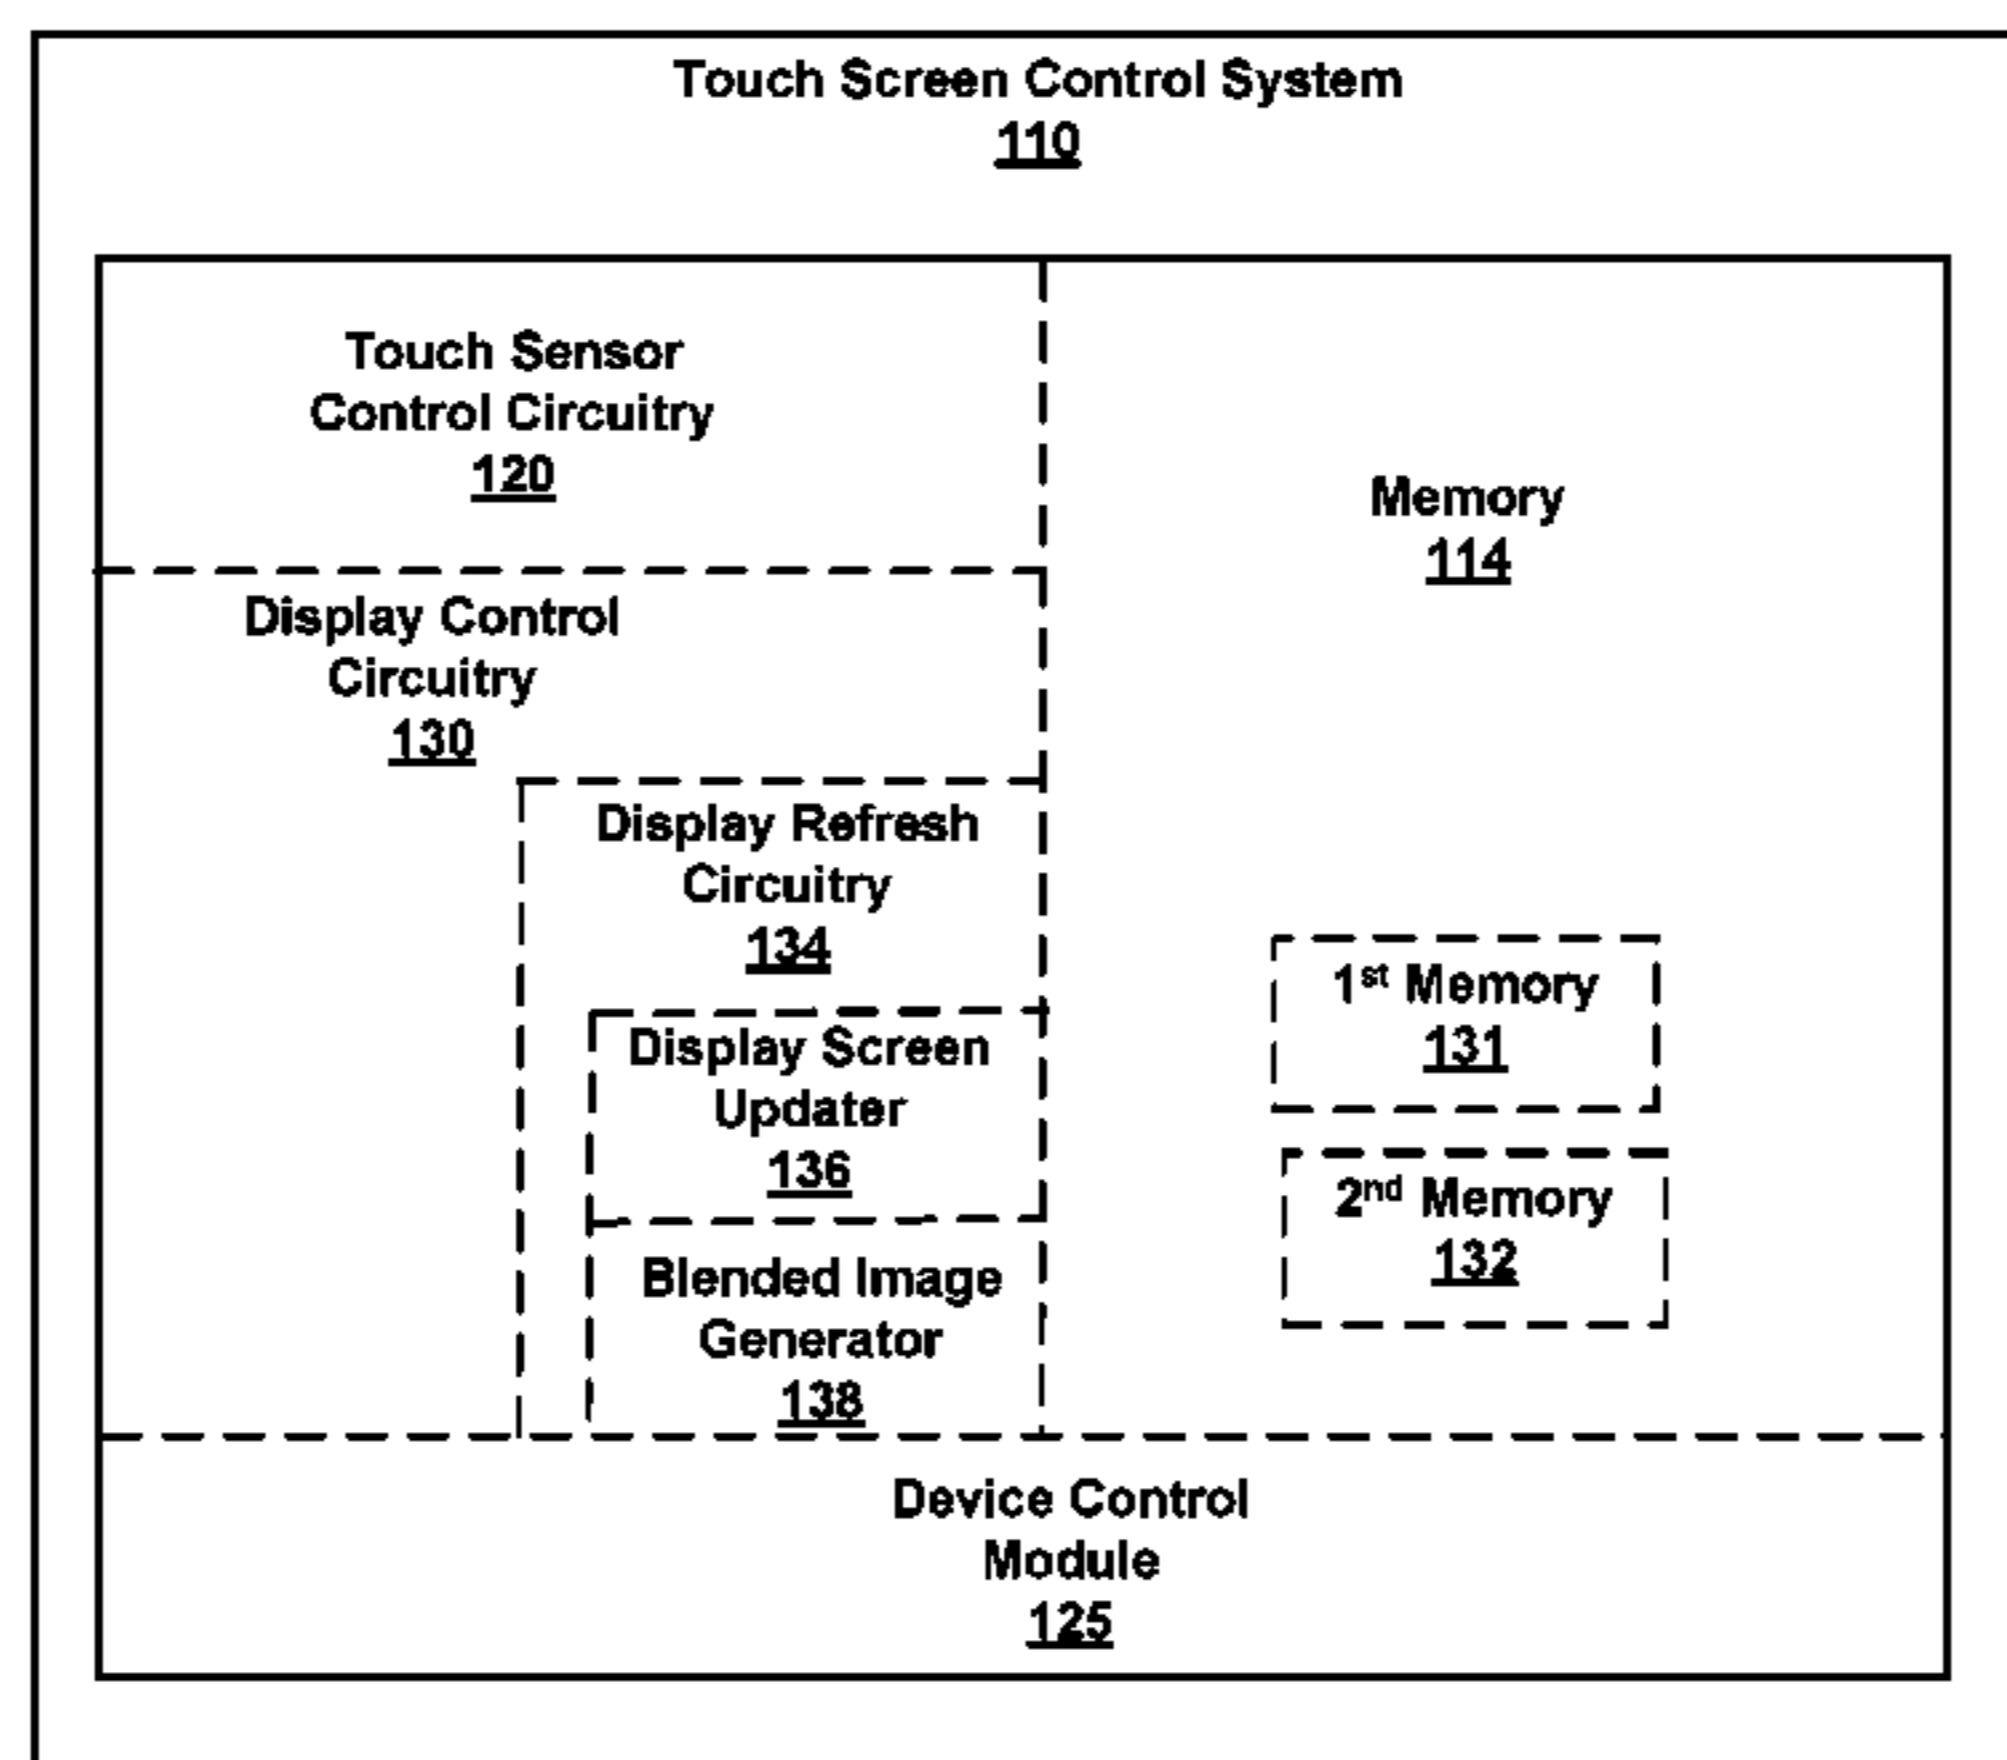 Touch Screen Control System
110
Touch Sensor
Control Circuitry
120
Memory
114
Display Control
Circuitry
130
Display Refresh
Circuitry
134
1st Memory
131
Display Screen
Updater
136
2nd Memory
132
Blended Image
Generator
138
Device Control
Module
125